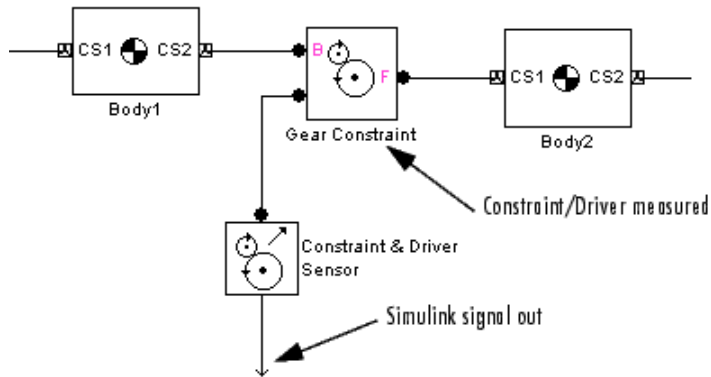 CS1 CS2
Body1
B
F
Gear Constraint
CS1 CS2
Body2
Constraint/Driver measured
Constraint & Driver
Sensor
Simulink signal out